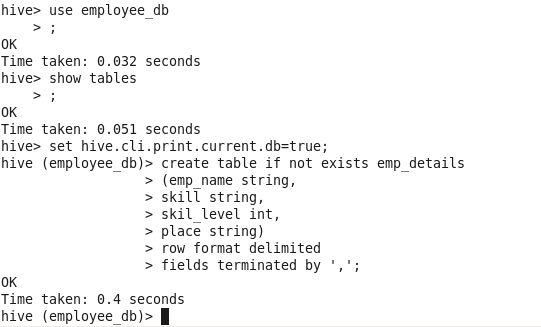 hive> use employee_db
    > ;
OK
Time taken: 0.032 seconds
hive> show tables
    > ;
OK
Time taken: 0.051 seconds
hive> set hive.cli.print.current.db=true;
hive (employee_db)> create table if not exists emp_details
                  > (emp_name string,
                  > skill string,
                  > skil_level int,
                  > place string)
                  > row format delimited
                  > fields terminated by ',';
OK
Time taken: 0.4 seconds
hive (employee_db)>